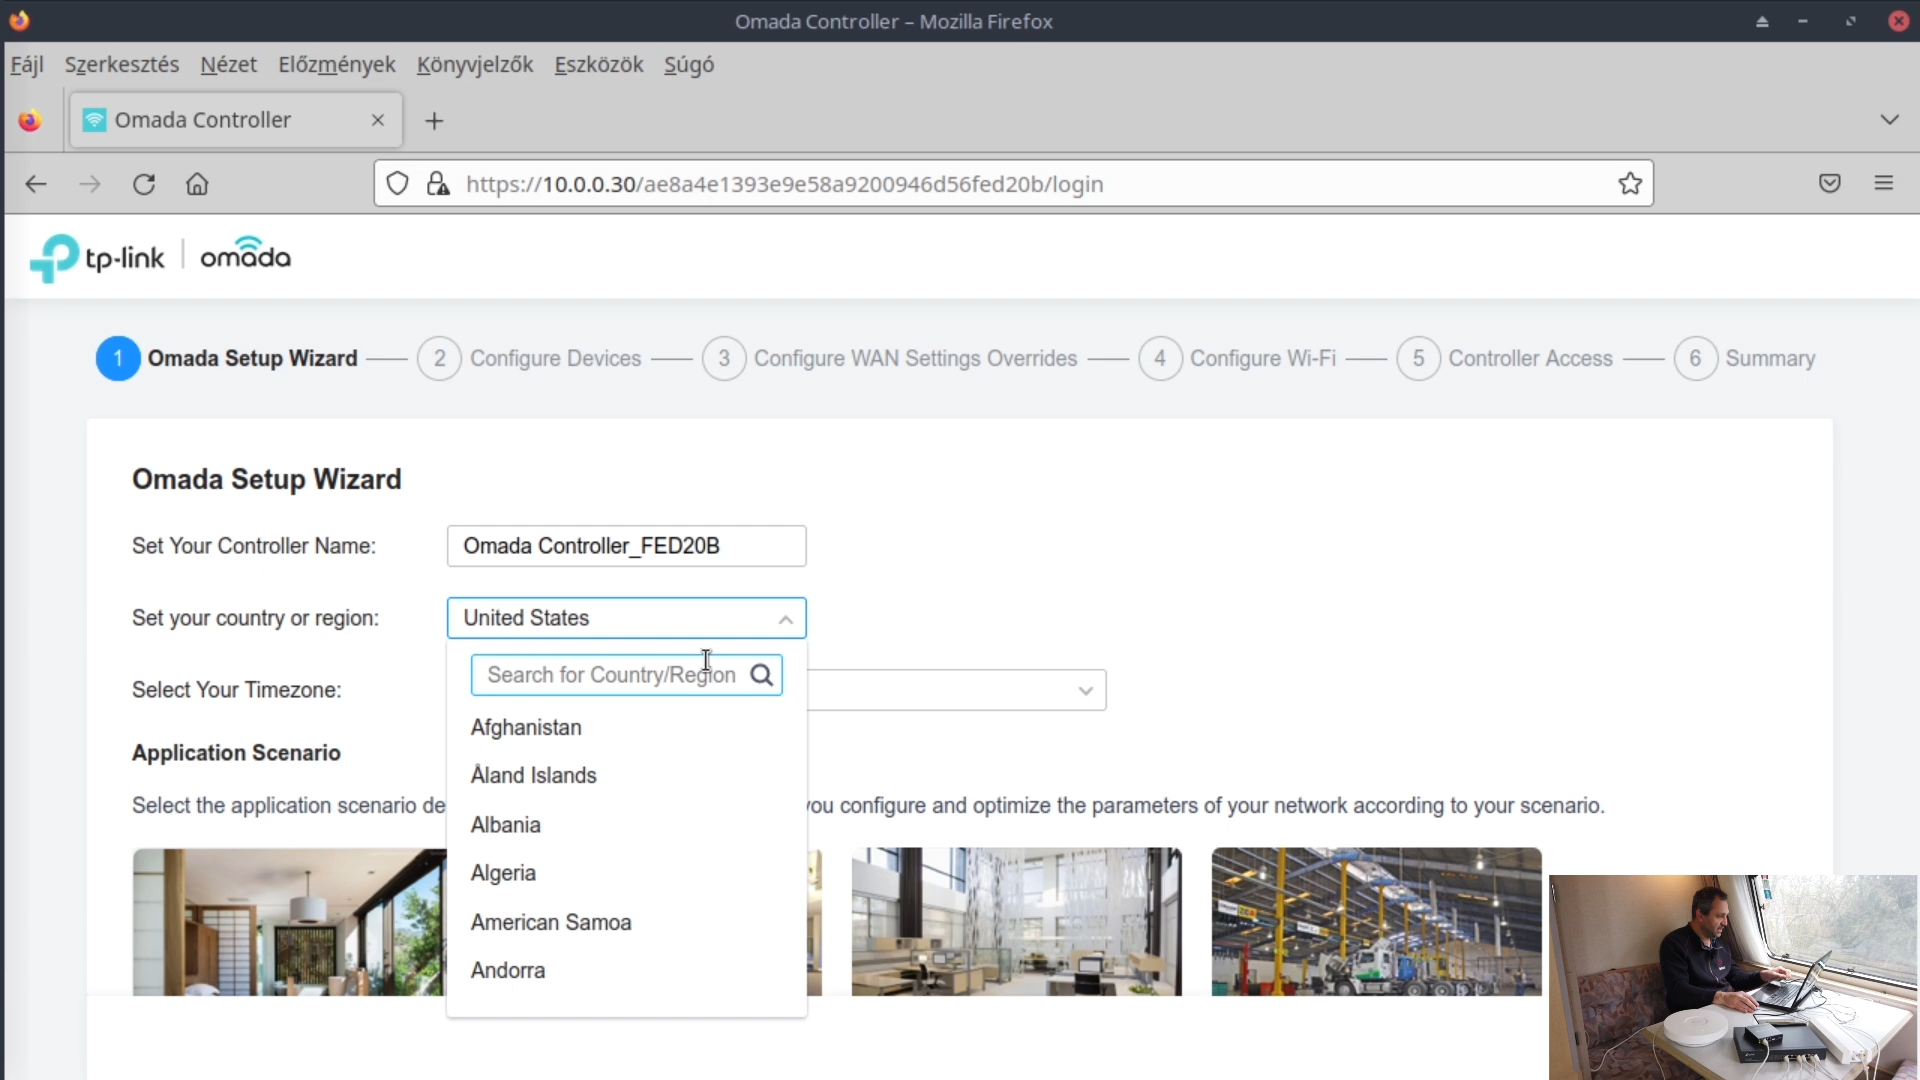 Omada Controller – Mozilla Firefox
Fájl Szerkesztés Nézet Előzmények Könyvjelzők Eszközök Súgó
Omada Controller
https://10.0.0.30/ae8a4e1393e9e58a9200946d56fed20b/login
tp-link | omada
1 Omada Setup Wizard 2 Configure Devices 3 Configure WAN Settings Overrides 4 Configure Wi-Fi 5 Controller Access 6 Summary
Omada Setup Wizard
Set Your Controller Name: Omada Controller_FED20B
Set your country or region: United States
Search for Country/Region
Select Your Timezone:
Afghanistan
Application Scenario
Åland Islands
Select the application scenario de you configure and optimize the parameters of your network according to your scenario.
Albania
Algeria
American Samoa
Andorra